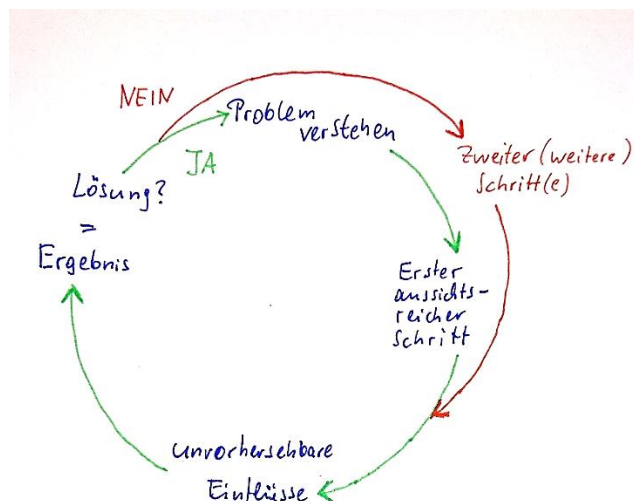 NEIN
Problem
verstehen
JA
Zweiter (weitere)
Schritt(e)
Lösung?
=
Ergebnis
Erster
aussichts-
reicher
Schritt
unvorhersehbare
Einflüsse